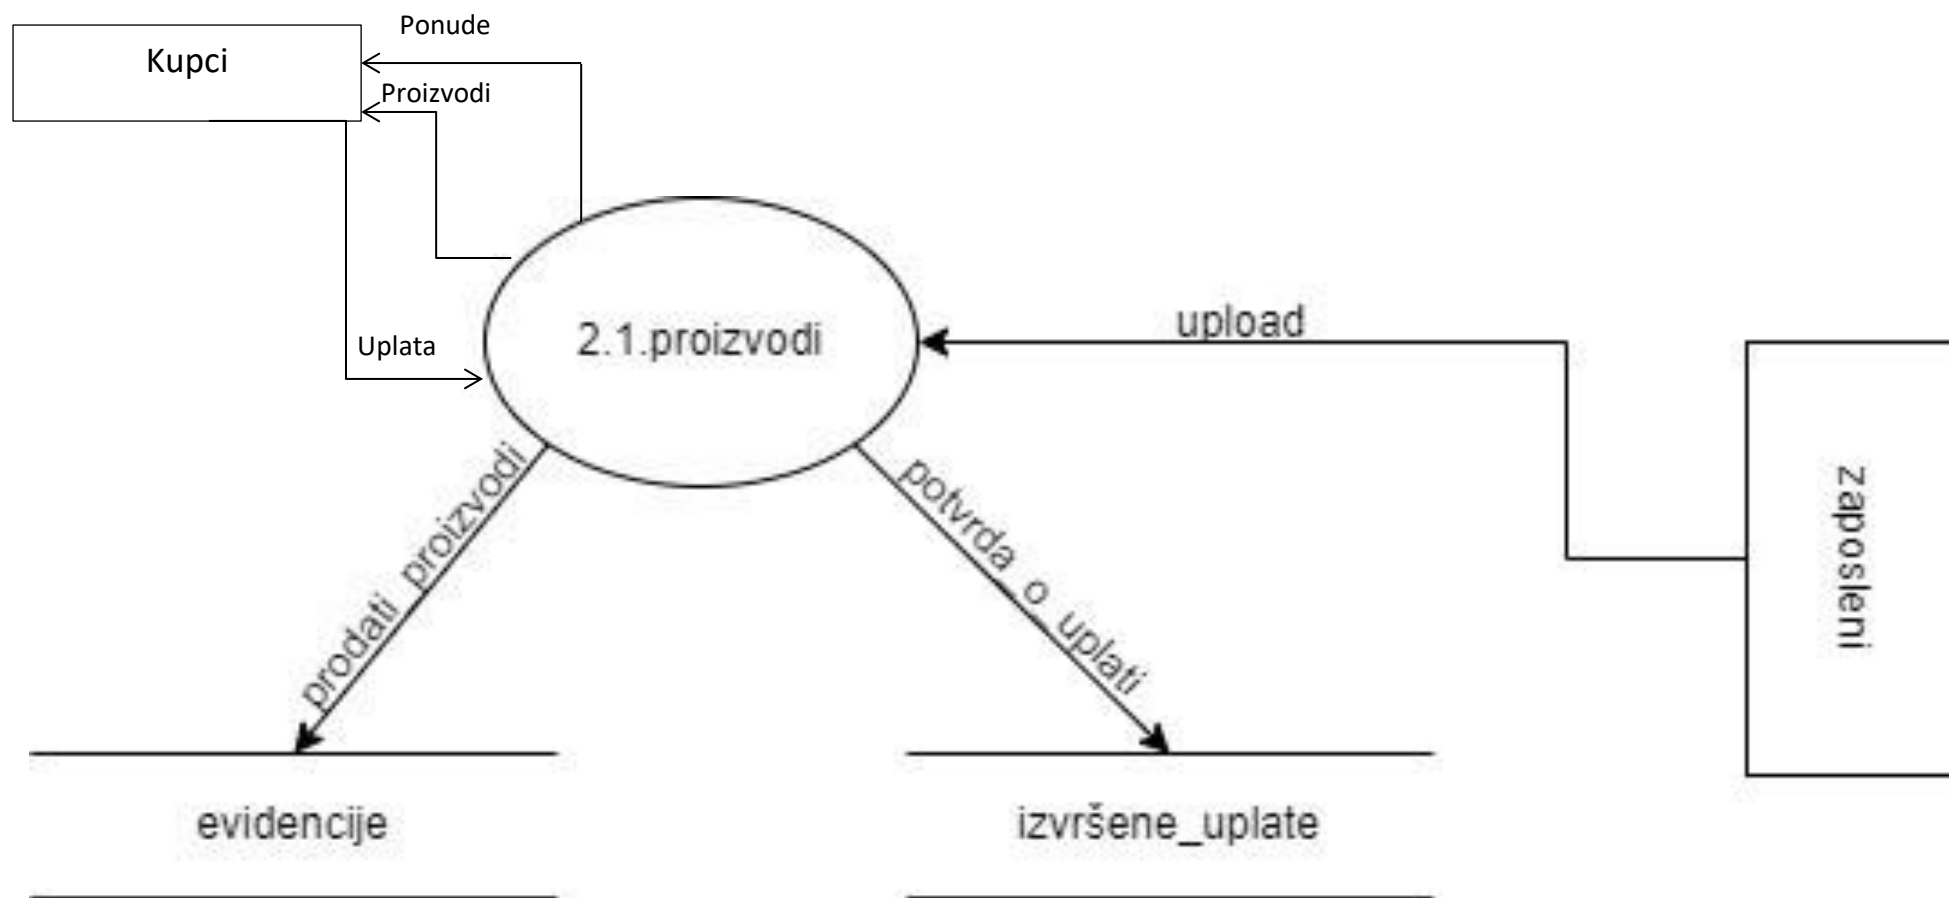 Ponude
Kupci
Proizvodi
Uplata
2.1.proizvodi
upload
zaposleni
prodati_proizvodi
potvrda_o_uplati
evidencije
izvršene_uplate